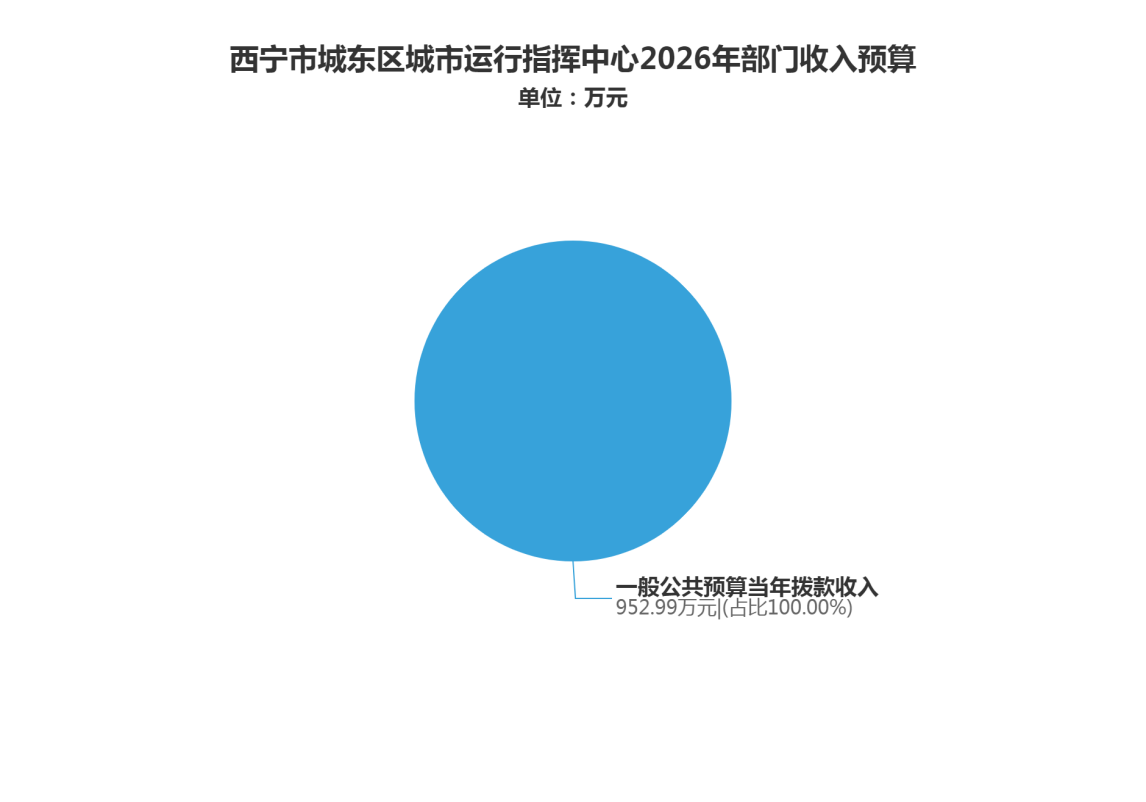 西宁市城东区城市运行指挥中心2026年部门收入预算
单位：万元
一般公共预算当年拨款收入
952.99万元|(占比100.00%)